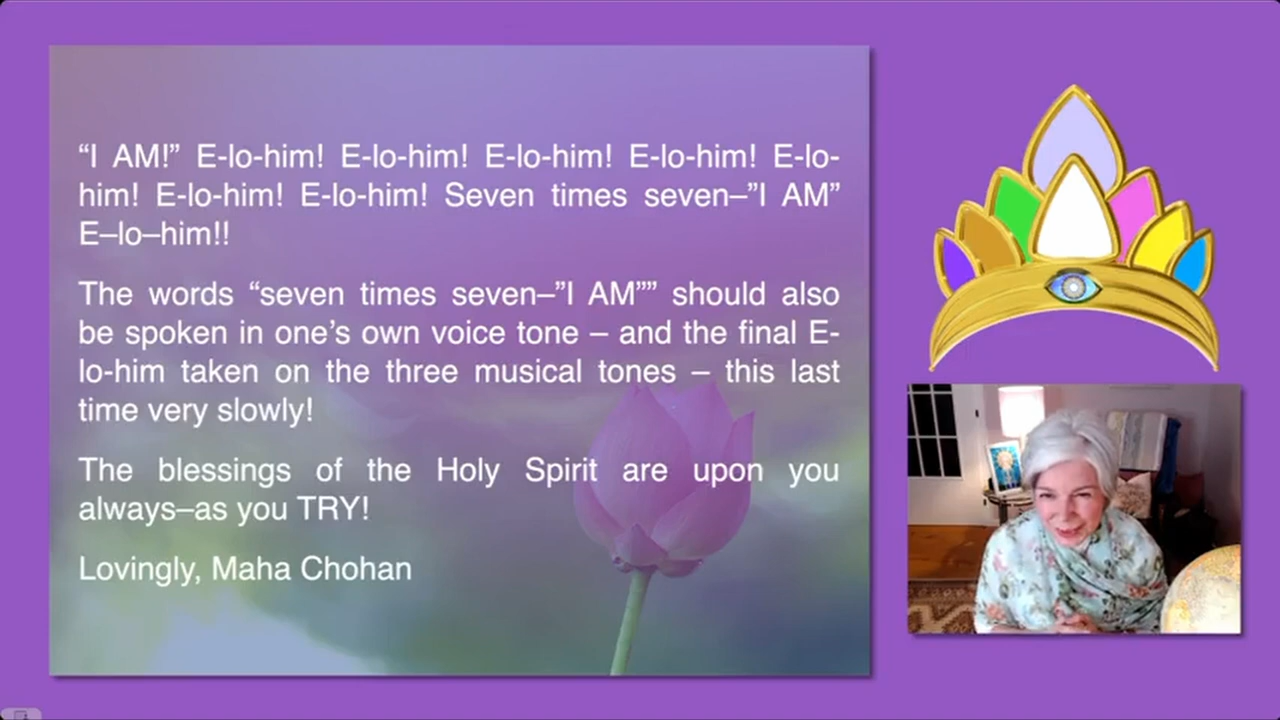 “I AM!” E-lo-him! E-lo-him! E-lo-him! E-lo-him! E-lo-
him! E-lo-him! E-lo-him! Seven times seven–”I AM”
E–lo–him!!
The words “seven times seven–”I AM”” should also
be spoken in one’s own voice tone – and the final E-
lo-him taken on the three musical tones – this last
time very slowly!
The blessings of the Holy Spirit are upon you
always–as you TRY!
Lovingly, Maha Chohan